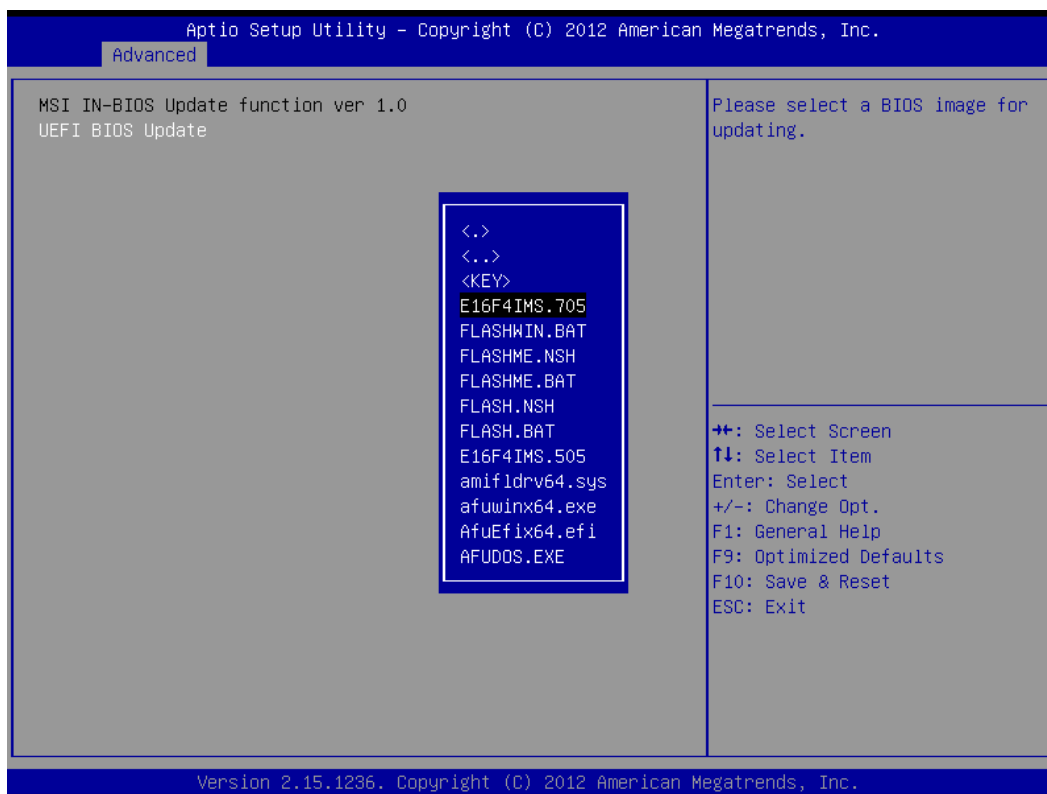 Aptio Setup Utility – Copyright (C) 2012 American Megatrends, Inc.
Advanced
MSI IN-BIOS Update function ver 1.0
UEFI BIOS Update
Please select a BIOS image for
updating.
<.>
<..>
<KEY>
E16F4IMS.705
FLASHWIN.BAT
FLASHME.NSH
FLASHME.BAT
FLASH.NSH
FLASH.BAT
E16F4IMS.505
amifldrv64.sys
afuwinx64.exe
AfuEfix64.efi
AFUDOS.EXE
→←: Select Screen
↑↓: Select Item
Enter: Select
+/-: Change Opt.
F1: General Help
F9: Optimized Defaults
F10: Save & Reset
ESC: Exit
Version 2.15.1236. Copyright (C) 2012 American Megatrends, Inc.